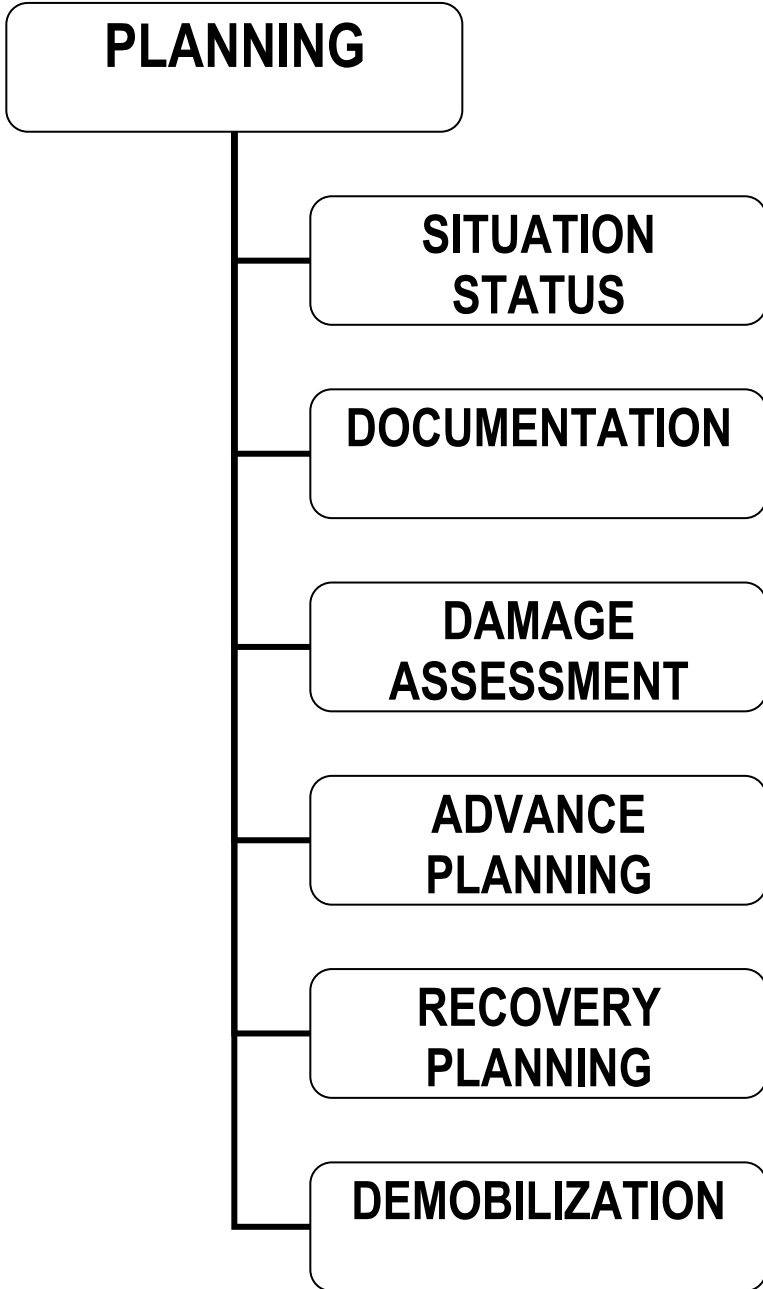 PLANNING
SITUATION
STATUS
DOCUMENTATION
DAMAGE
ASSESSMENT
ADVANCE
PLANNING
RECOVERY
PLANNING
DEMOBILIZATION